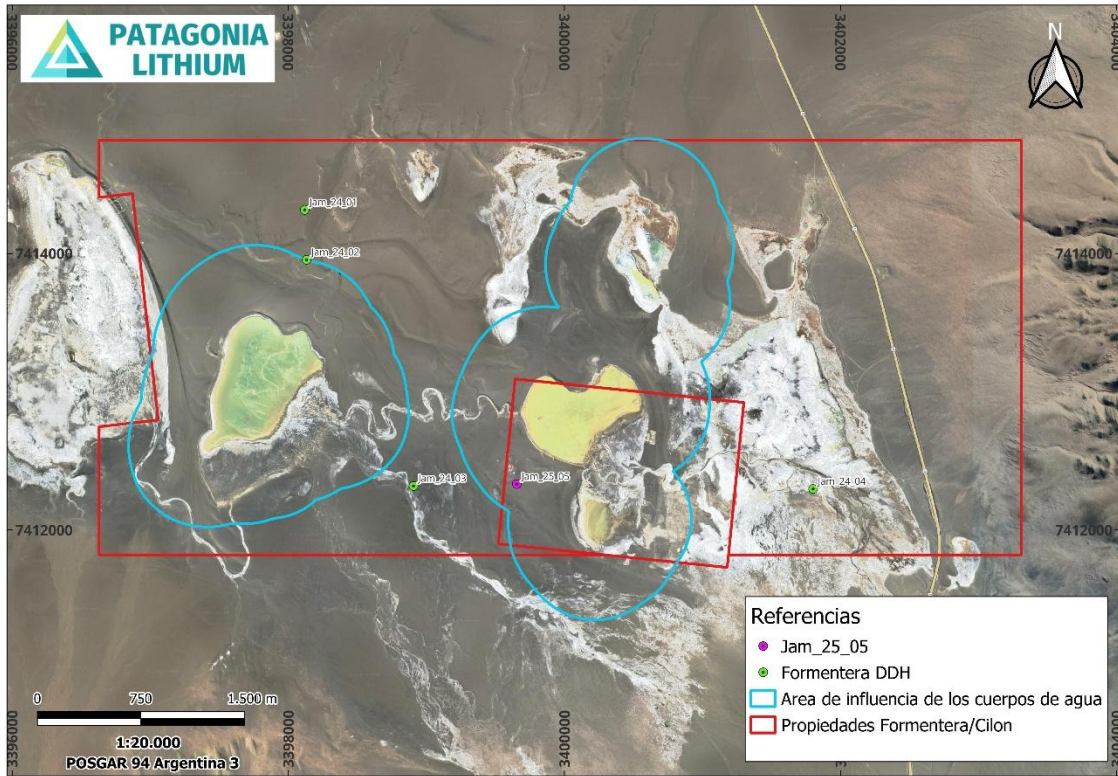 PATAGONIA
LITHIUM
3396000
3398000
3400000
3402000
3404000
N
Jam_24_01
Jam_24_02
7414000
7414000
Jam_24_03
Jam_25_05
jam_24_04
7412000
7412000
Referencias
Jam_25_05
Formentera DDH
Area de influencia de los cuerpos de agua
Propiedades Formentera/Cilon
0 750 1.500 m
1:20.000
POSGAR 94 Argentina 3
3396000
3398000
3400000
3402000
3404000